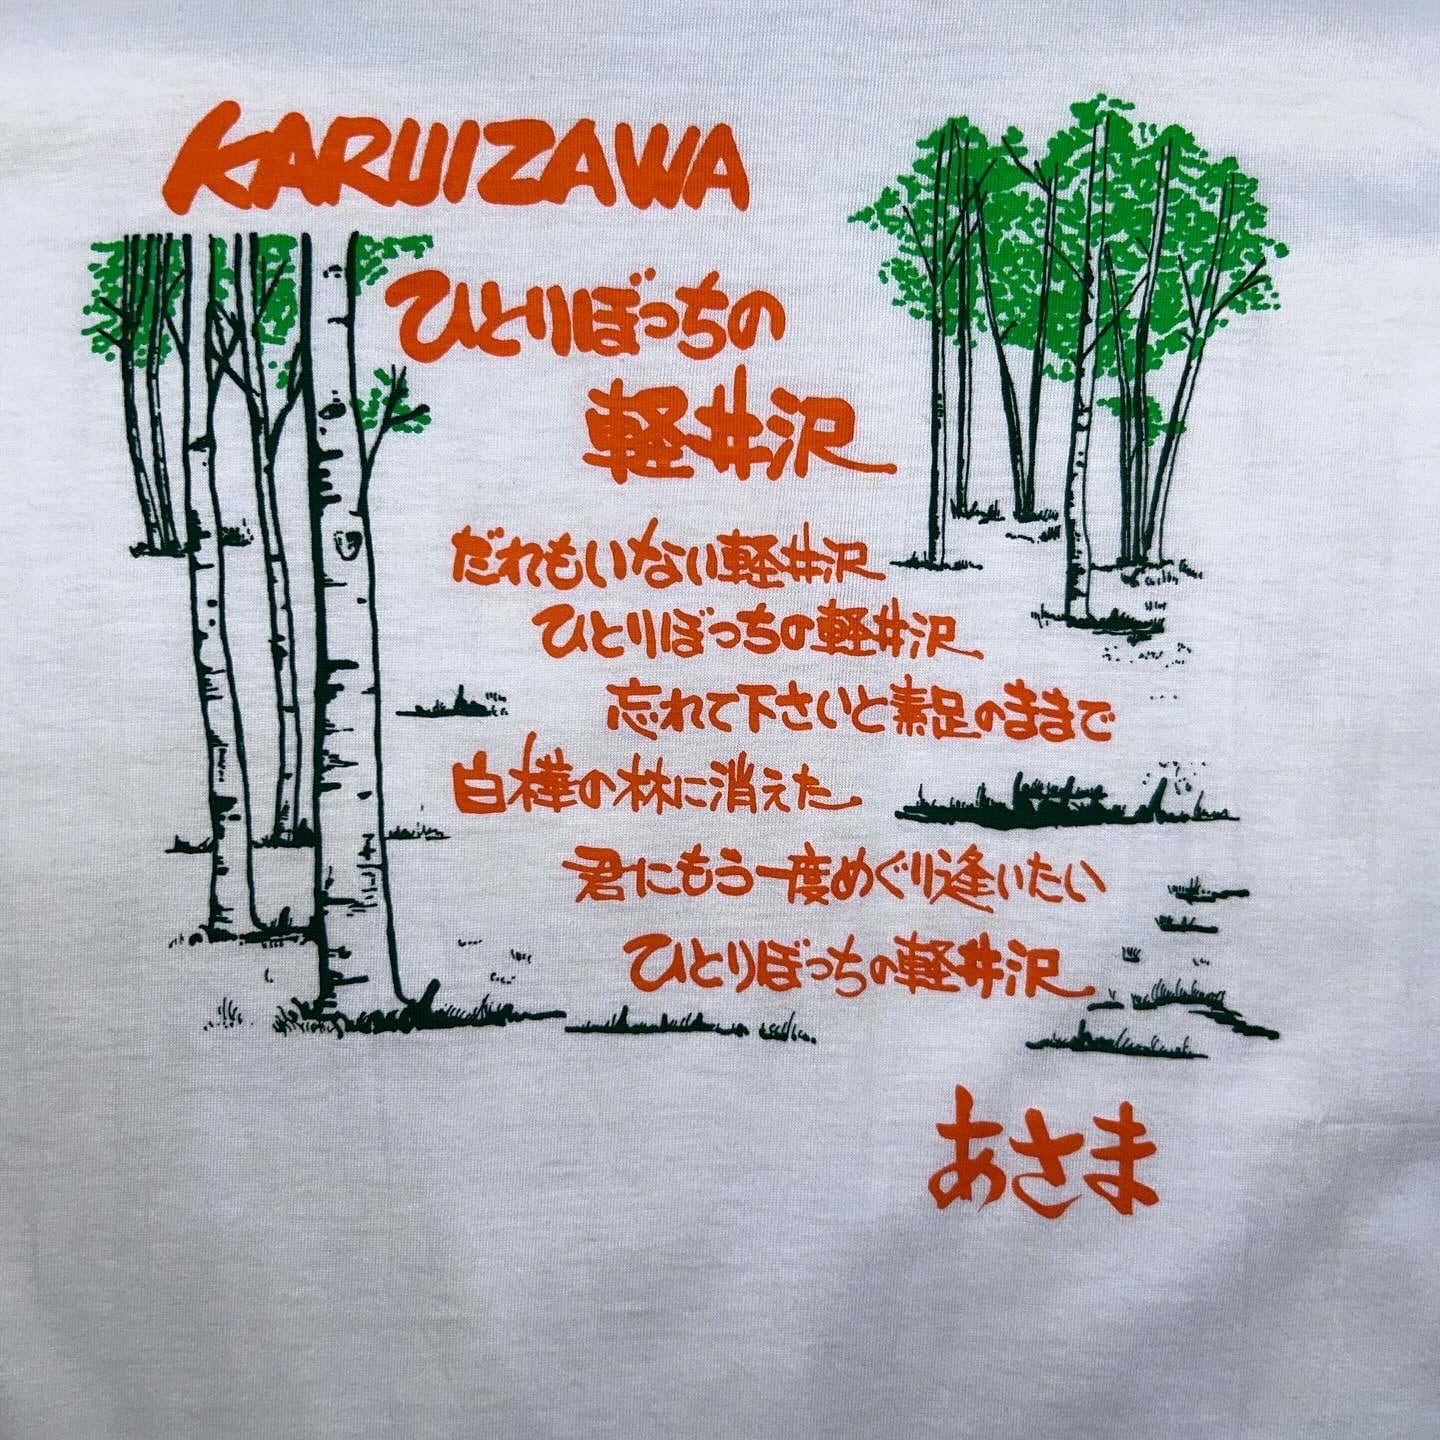 KARUIZAWA
ひとりぼっちの
軽井沢
だれもいない軽井沢
ひとりぼっちの軽井沢
忘れて下さいと素足のままで
白樺の林に消えた
君にもう一度めぐり逢いたい
ひとりぼっちの軽井沢
あさま